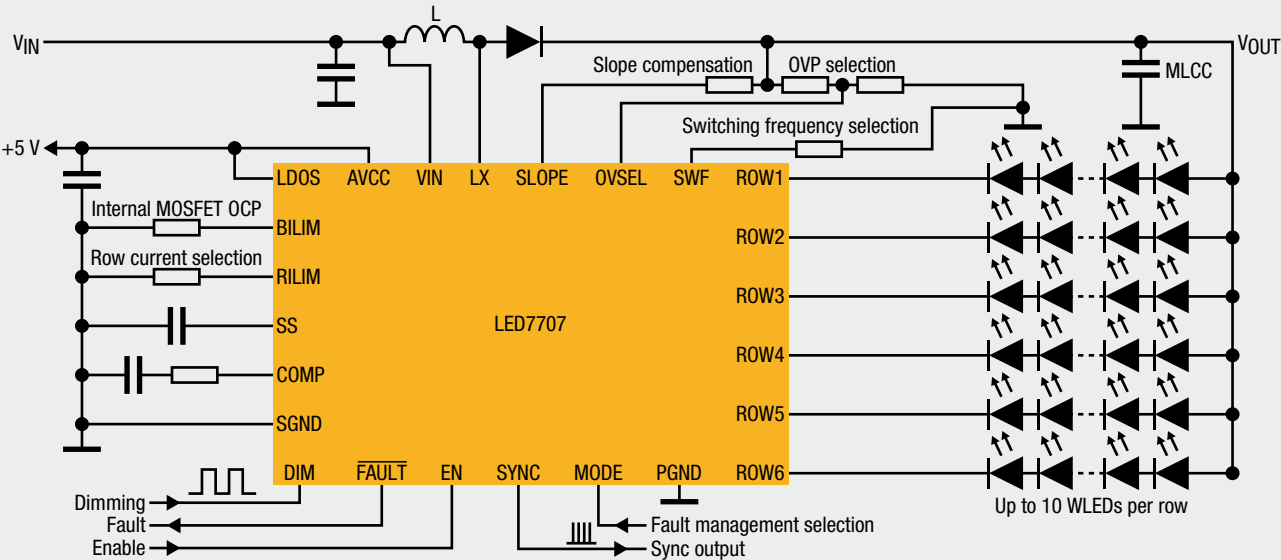 L
VIN
VOUT
Slope compensation
OVP selection
MLCC
Switching frequency selection
+5 V
LDOS AVCC VIN LX SLOPE OVSEL SWF ROW1
Internal MOSFET OCP
BILIM
ROW2
Row current selection
RILIM
ROW3
SS
LED7707
ROW4
COMP
SGND
ROW5
DIM FAULT EN SYNC MODE PGND ROW6
Dimming
Up to 10 WLEDs per row
Fault
Fault management selection
Enable
Sync output